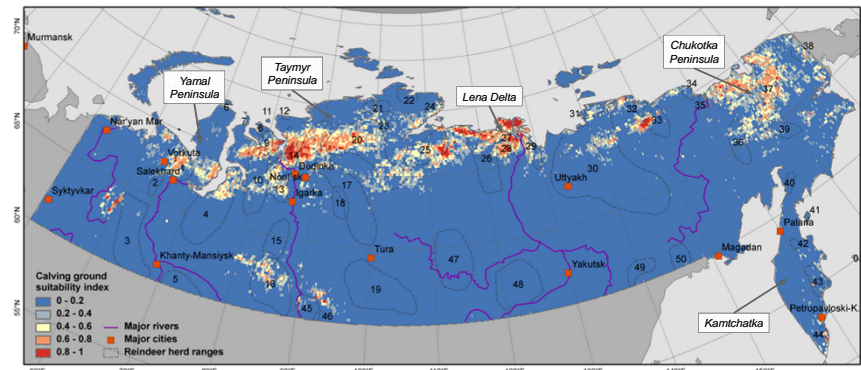 70°N
Murmansk
Yamal
Peninsula
Taymyr
Peninsula
Chukotka
Peninsula
Lena Delta
65°N
60°N
55°N
Nar'yan Mar
Vorkuta
Salekhard
Syktyvkar
Khanty-Mansiysk
Dudinka
Noril'sk
Igarka
Tura
Uttyakh
Yakutsk
Magadan
Palana
Petropavloski-K.
Kamtchatka
1
2
3
4
5
6
7
8
9
10
11
12
13
14
15
16
17
18
19
20
21
22
23
24
25
26
27
28
29
30
31
32
33
34
35
36
37
38
39
40
41
42
43
44
45
46
47
48
49
50
Calving ground
suitability index
0 - 0.2
0.2 - 0.4
0.4 - 0.6
0.6 - 0.8
0.8 - 1
Major rivers
Major cities
Reindeer herd ranges